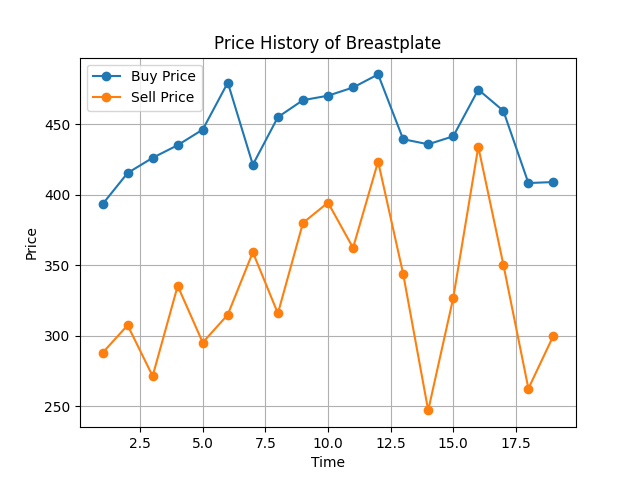 Price History of Breastplate
Buy Price
Sell Price
450
400
350
300
250
Price
2.5 5.0 7.5 10.0 12.5 15.0 17.5
Time